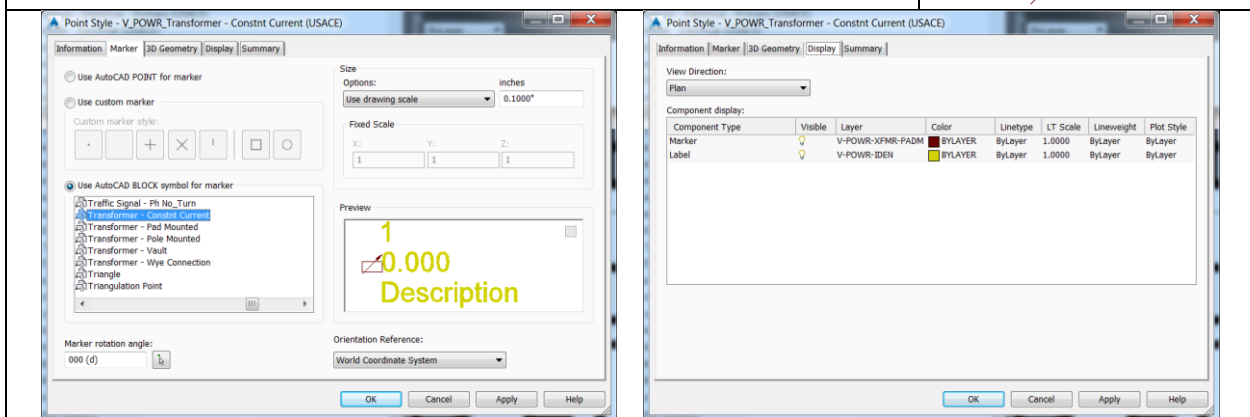 Point Style - V_POWR_Transformer - Constnt Current (USACE)
Information Marker 3D Geometry Display Summary
Use AutoCAD POINT for marker
Use custom marker
Custom marker style:
Use AutoCAD BLOCK symbol for marker
Traffic Signal - Ph No_Turn
Transformer - Constnt Current
Transformer - Pad Mounted
Transformer - Pole Mounted
Transformer - Vault
Transformer - Wye Connection
Triangle
Triangulation Point
Marker rotation angle:
000 (d)
Size
Options: inches
Use drawing scale 0.1000"
Fixed Scale
X: Y: Z:
1 1 1
Preview
1
0.000
Description
Orientation Reference:
World Coordinate System
OK Cancel Apply Help
Point Style - V_POWR_Transformer - Constnt Current (USACE)
Information Marker 3D Geometry Display Summary
View Direction:
Plan
Component display:
Component Type Visible Layer Color Linetype LT Scale Lineweight Plot Style
Marker V-POWR-XFMR-PADM BYLAYER ByLayer 1.0000 ByLayer ByLayer
Label V-POWR-IDEN BYLAYER ByLayer 1.0000 ByLayer ByLayer
OK Cancel Apply Help